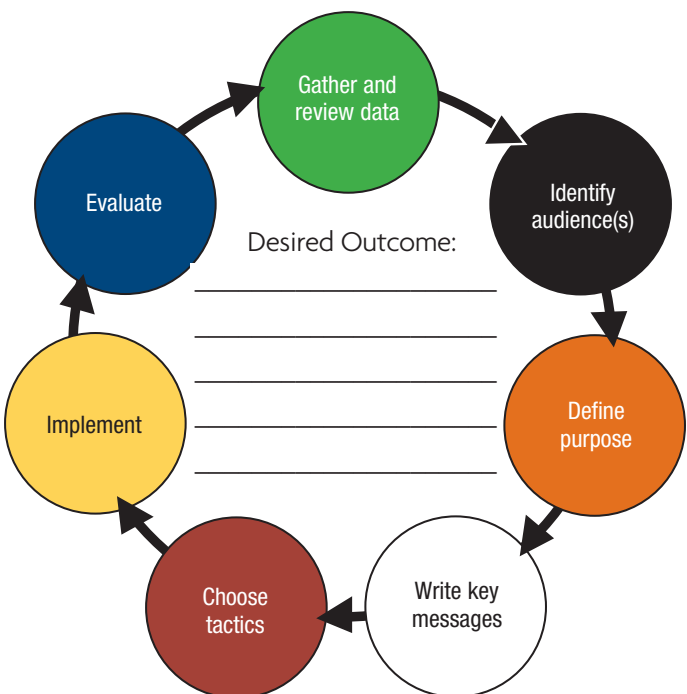 Gather and
review data
Identify
audience(s)
Define
purpose
Write key
messages
Choose
tactics
Implement
Evaluate
Desired Outcome: